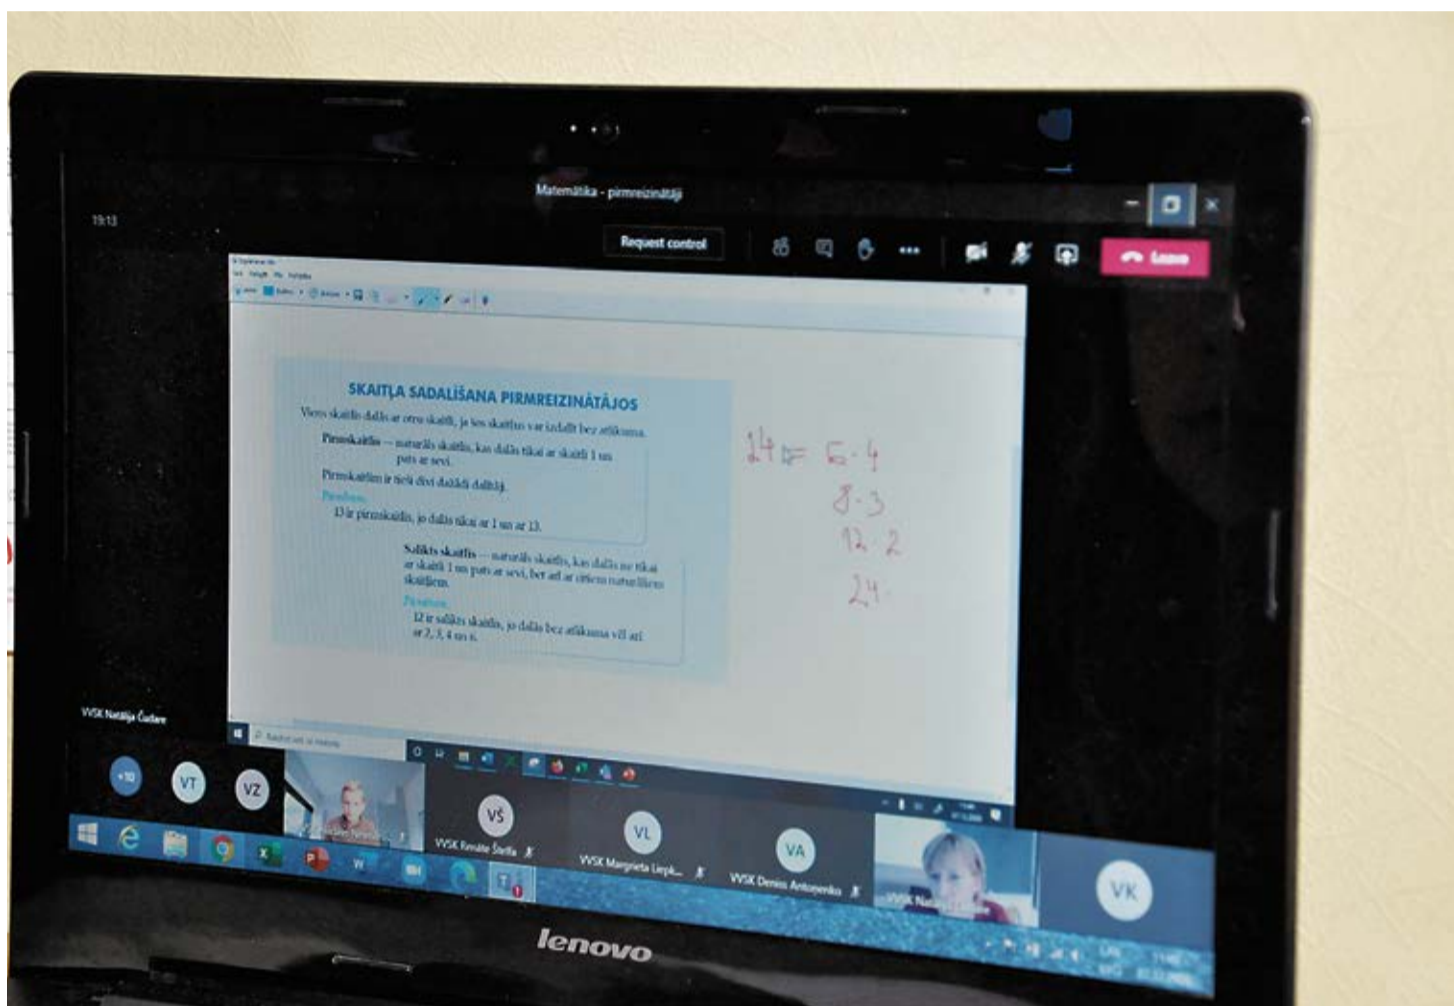 Matemātika - pirmreizinātāji
19:13
Request control
Leave
SKAITĻA SADALĪŠANA PIRMREIZINĀTĀJOS
Viens skaitlis dalās ar otru skaitli, ja šos skaitļus var izdalīt bez atlikuma.
Pirmskaitlis — naturāls skaitlis, kas dalās tikai ar skaitli 1 un
pats ar sevi.
Pirmskaitlim ir tieši divi dažādi dalītāji.
Piemēram,
13 ir pirmskaitlis, jo dalās tikai ar 1 un ar 13.
Salikts skaitlis — naturāls skaitlis, kas dalās ne tikai
ar skaitli 1 un pats ar sevi, bet arī ar citiem naturāliem
skaitļiem.
Piemēram,
12 ir salikts skaitlis, jo dalās bez atlikuma vēl arī
ar 2, 3, 4 un 6.
24 = 6 · 4
8 · 3
12 · 2
24 ·
VVSK Natālija Čudare
+10
VT
VZ
VŠ
VVSK Renāte Šteffa
VL
VVSK Margrieta Liepk...
VA
VVSK Deniss Antoņenko
VVSK Natālija
VK
lenovo